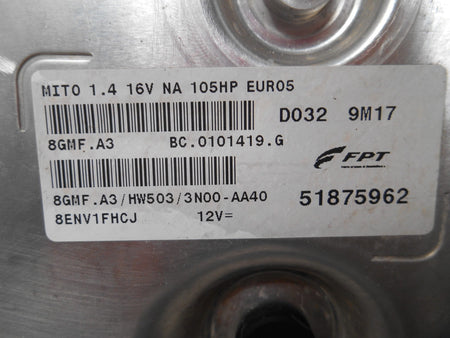 MITO 1.4 16V NA 105HP EURO5
D032 9M17
8GMF.A3 BC.0101419.G
FPT
8GMF.A3/HW503/3N00-AA40 51875962
8ENV1FHCJ 12V=